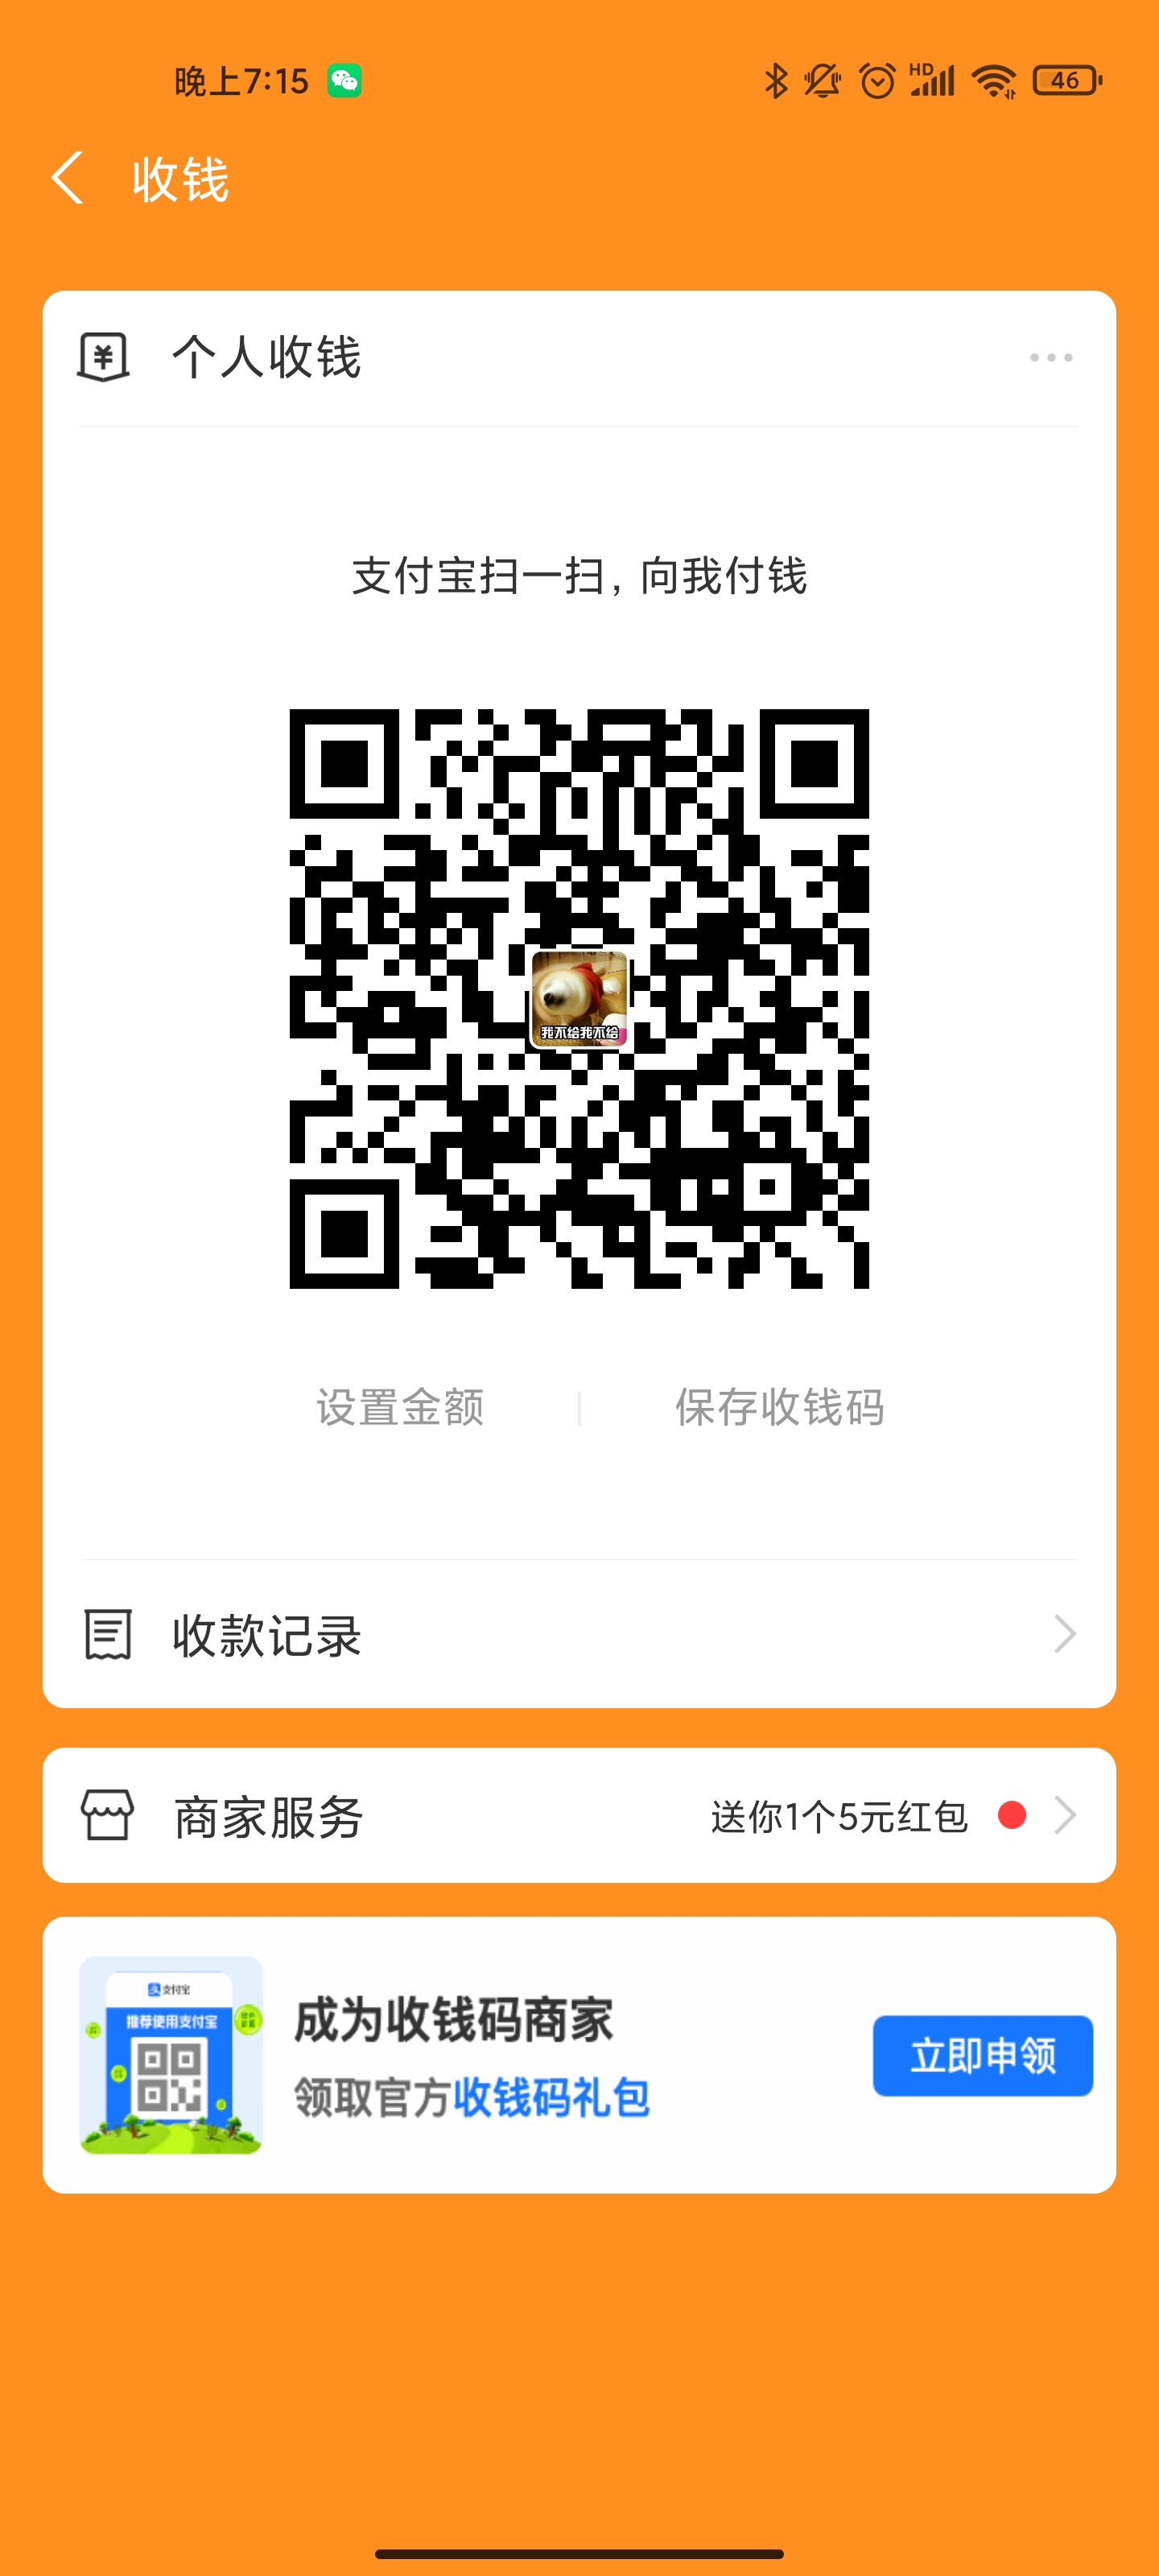 晚上7:15
HD
46
收钱
个人收钱
支付宝扫一扫，向我付钱
我不给我不给
设置金额
保存收钱码
收款记录
商家服务
送你1个5元红包
支付宝
推荐使用支付宝
成为收钱码商家
领取官方收钱码礼包
立即申领